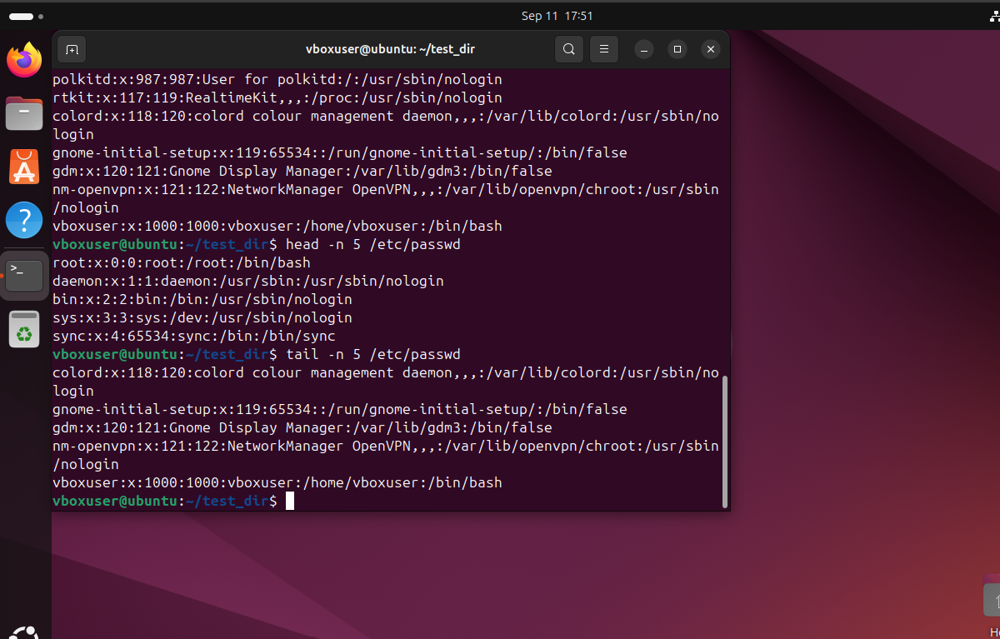 Sep 11 17:51
vboxuser@ubuntu: ~/test_dir
polkitd:x:987:987:User for polkitd:/:/usr/sbin/nologin
rtkit:x:117:119:RealtimeKit,,,:/proc:/usr/sbin/nologin
colord:x:118:120:colord colour management daemon,,,:/var/lib/colord:/usr/sbin/no
login
gnome-initial-setup:x:119:65534::/run/gnome-initial-setup/:/bin/false
gdm:x:120:121:Gnome Display Manager:/var/lib/gdm3:/bin/false
nm-openvpn:x:121:122:NetworkManager OpenVPN,,,:/var/lib/openvpn/chroot:/usr/sbin
/nologin
vboxuser:x:1000:1000:vboxuser:/home/vboxuser:/bin/bash
vboxuser@ubuntu:~/test_dir$ head -n 5 /etc/passwd
root:x:0:0:root:/root:/bin/bash
daemon:x:1:1:daemon:/usr/sbin:/usr/sbin/nologin
bin:x:2:2:bin:/bin:/usr/sbin/nologin
sys:x:3:3:sys:/dev:/usr/sbin/nologin
sync:x:4:65534:sync:/bin:/bin/sync
vboxuser@ubuntu:~/test_dir$ tail -n 5 /etc/passwd
colord:x:118:120:colord colour management daemon,,,:/var/lib/colord:/usr/sbin/no
login
gnome-initial-setup:x:119:65534::/run/gnome-initial-setup/:/bin/false
gdm:x:120:121:Gnome Display Manager:/var/lib/gdm3:/bin/false
nm-openvpn:x:121:122:NetworkManager OpenVPN,,,:/var/lib/openvpn/chroot:/usr/sbin
/nologin
vboxuser:x:1000:1000:vboxuser:/home/vboxuser:/bin/bash
vboxuser@ubuntu:~/test_dir$